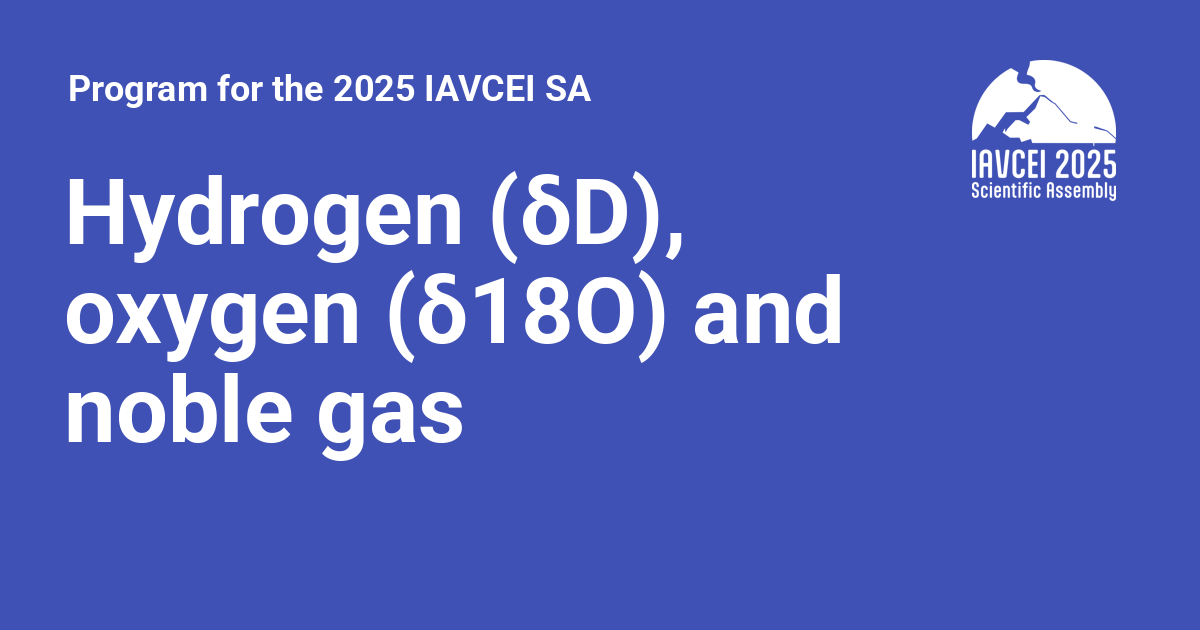 Program for the 2025 IAVCEI SA
IAVCEI 2025
Scientific Assembly
Hydrogen (δD),
oxygen (δ18O) and
noble gas